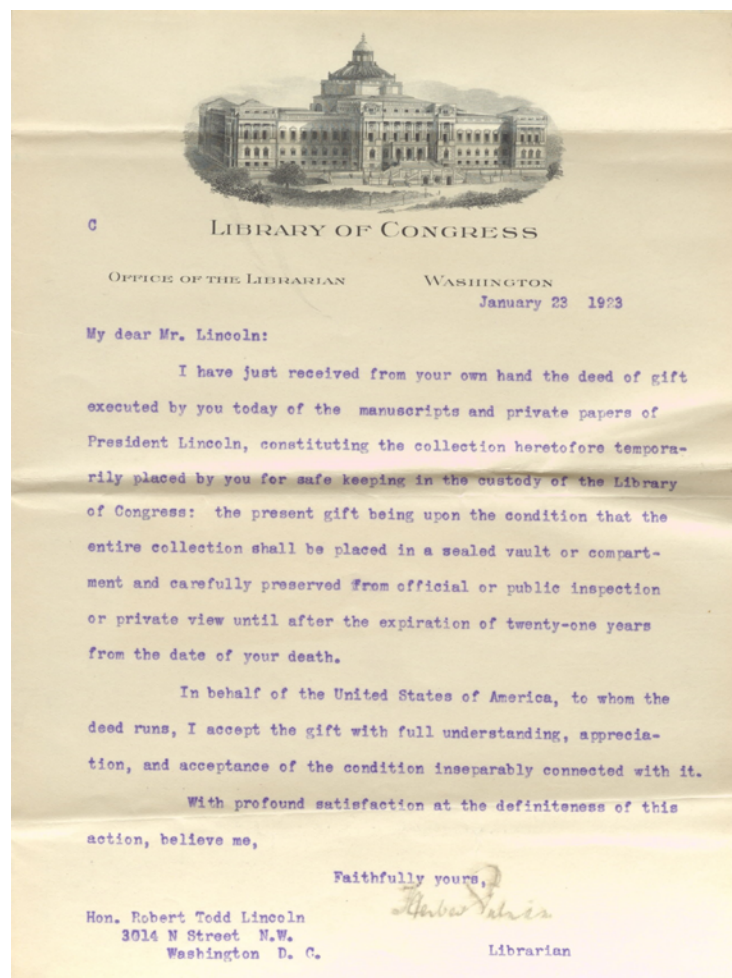 C
LIBRARY OF CONGRESS
OFFICE OF THE LIBRARIAN WASHINGTON
January 23 1923
My dear Mr. Lincoln:
I have just received from your own hand the deed of gift
executed by you today of the manuscripts and private papers of
President Lincoln, constituting the collection heretofore tempora-
rily placed by you for safe keeping in the custody of the Library
of Congress: the present gift being upon the condition that the
entire collection shall be placed in a sealed vault or compart-
ment and carefully preserved from official or public inspection
or private view until after the expiration of twenty-one years
from the date of your death.
In behalf of the United States of America, to whom the
deed runs, I accept the gift with full understanding, apprecia-
tion, and acceptance of the condition inseparably connected with it.
With profound satisfaction at the definiteness of this
action, believe me,
Faithfully yours,
Herbert Putnam
Hon. Robert Todd Lincoln
3014 N Street N.W.
Washington D. C.
Librarian